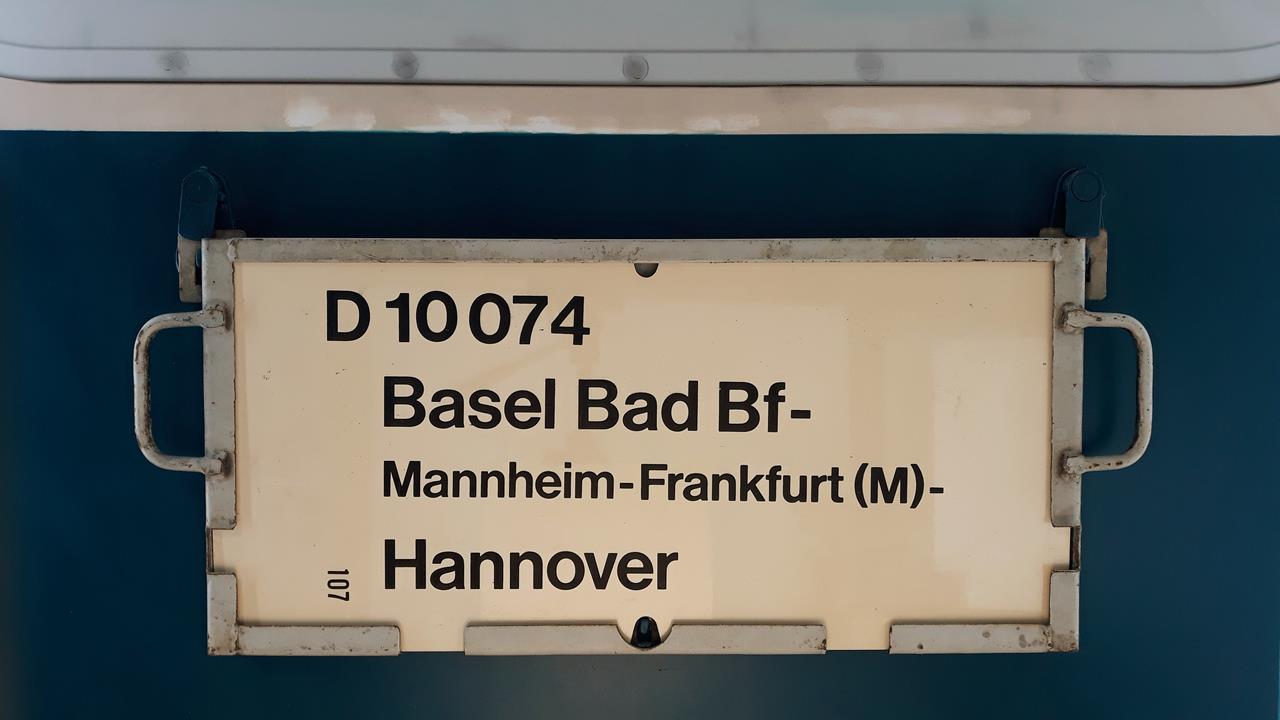 D 10 074
Basel Bad Bf-
Mannheim-Frankfurt (M)-
Hannover
107